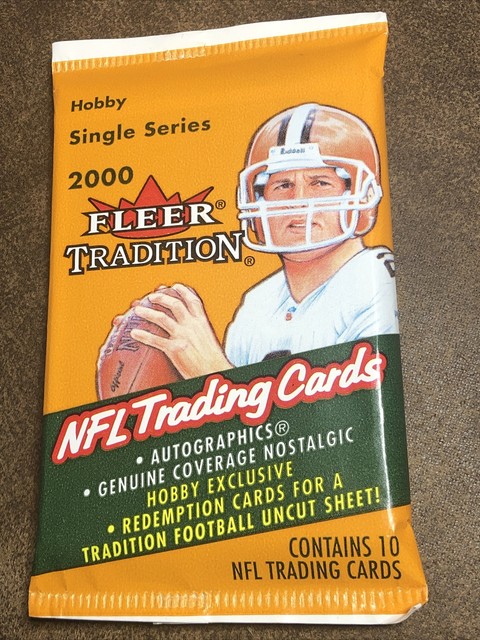 Hobby
Single Series
2000
FLEER®
TRADITION®
Riddell
Official
NFL Trading Cards
• AUTOGRAPHICS®
• GENUINE COVERAGE NOSTALGIC
HOBBY EXCLUSIVE
• REDEMPTION CARDS FOR A
TRADITION FOOTBALL UNCUT SHEET!
CONTAINS 10
NFL TRADING CARDS